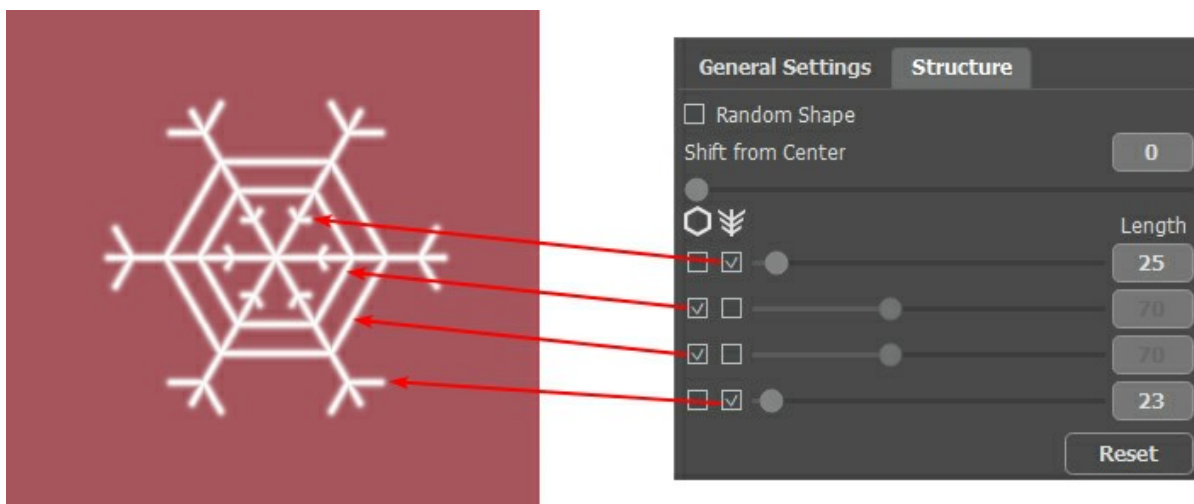 General Settings Structure
Random Shape
Shift from Center 0
Length
25
70
70
23
Reset